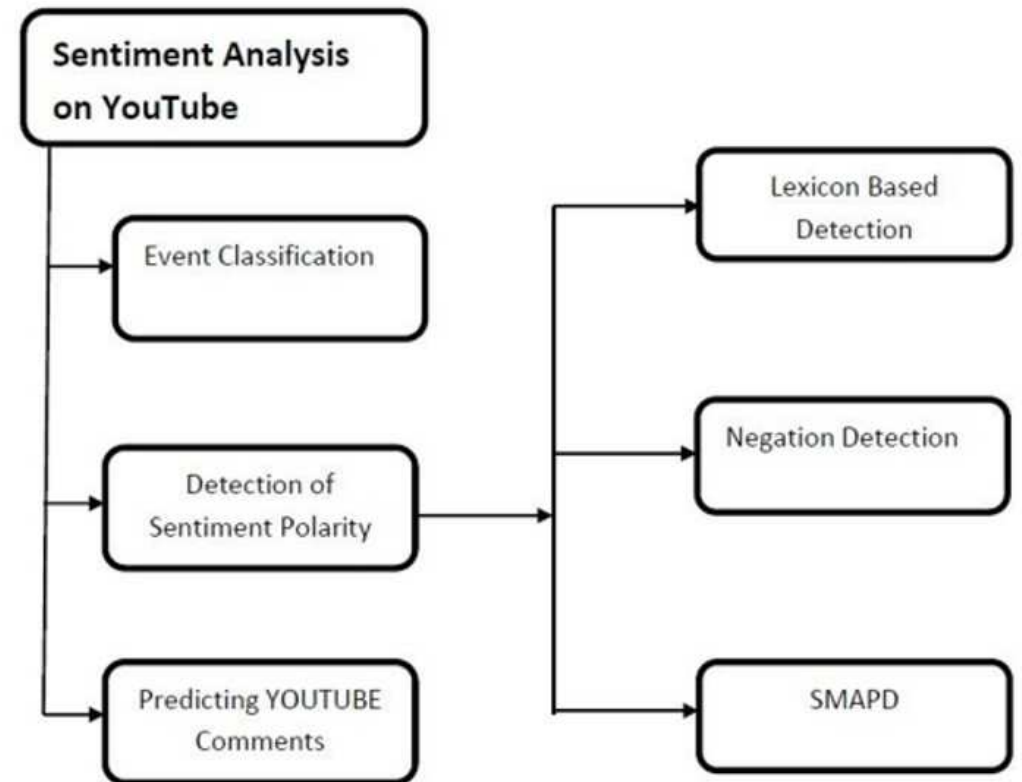 Sentiment Analysis
on YouTube
Event Classification
Detection of
Sentiment Polarity
Predicting YOUTUBE
Comments
Lexicon Based
Detection
Negation Detection
SMAPD